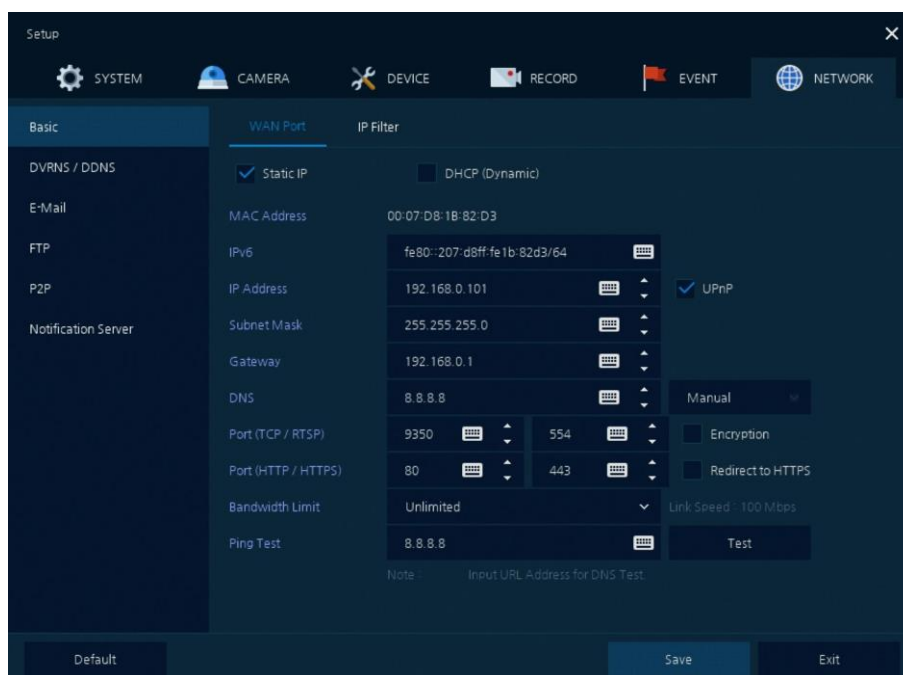 Setup
SYSTEM CAMERA DEVICE RECORD EVENT NETWORK
Basic WAN Port IP Filter
DVRNS / DDNS Static IP DHCP (Dynamic)
E-Mail MAC Address 00:07:D8:1B:82:D3
FTP IPv6 fe80::207:d8ff:fe1b:82d3/64
P2P IP Address 192.168.0.101 UPnP
Notification Server Subnet Mask 255.255.255.0
Gateway 192.168.0.1
DNS 8.8.8.8 Manual
Port (TCP / RTSP) 9350 554 Encryption
Port (HTTP / HTTPS) 80 443 Redirect to HTTPS
Bandwidth Limit Unlimited Link Speed : 100 Mbps
Ping Test 8.8.8.8 Test
Note : Input URL Address for DNS Test.
Default Save Exit